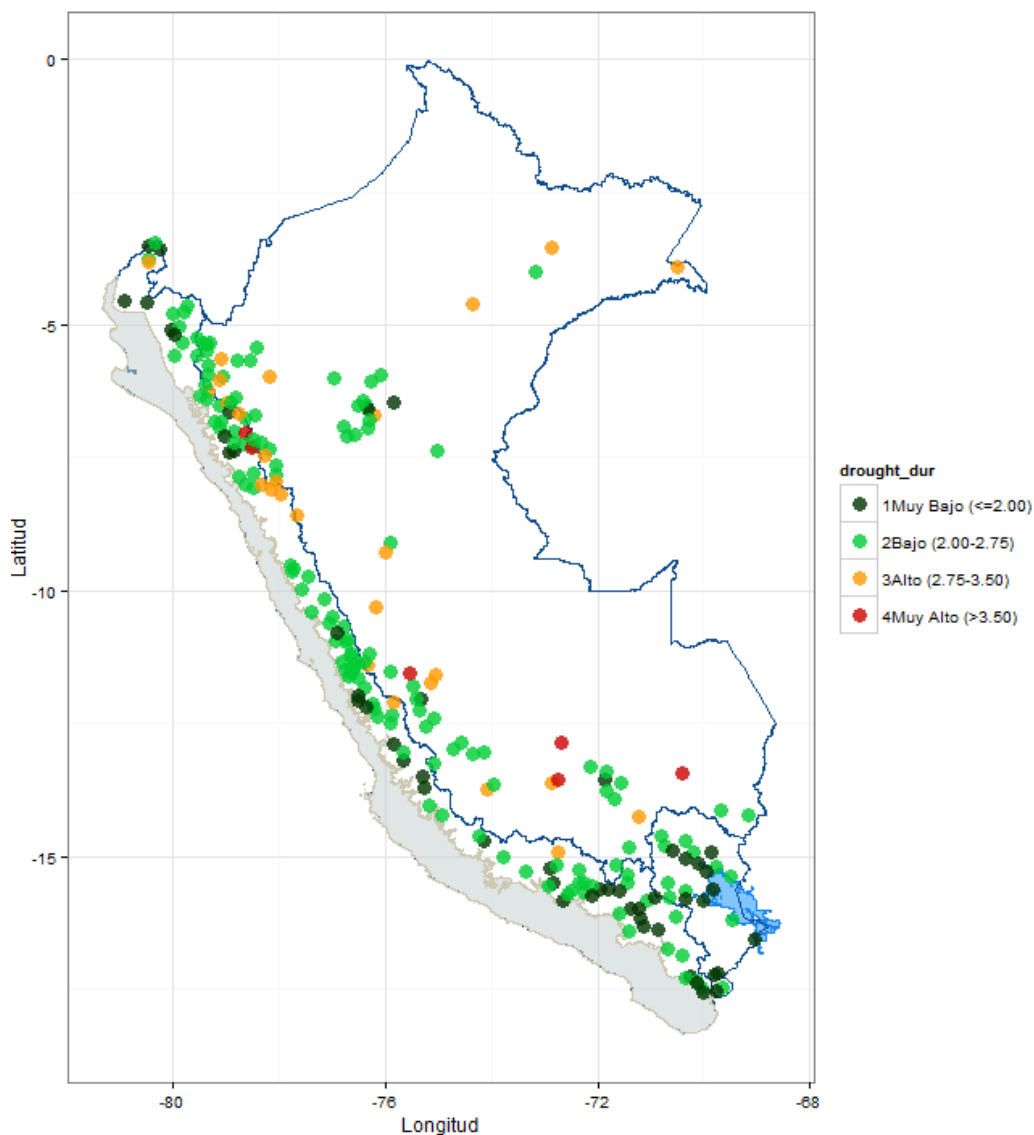 0
-5
-10
-15
Latitud
-80
-76
-72
-68
Longitud
drought_dur
1Muy Bajo (<=2.00)
2Bajo (2.00-2.75)
3Alto (2.75-3.50)
4Muy Alto (>3.50)